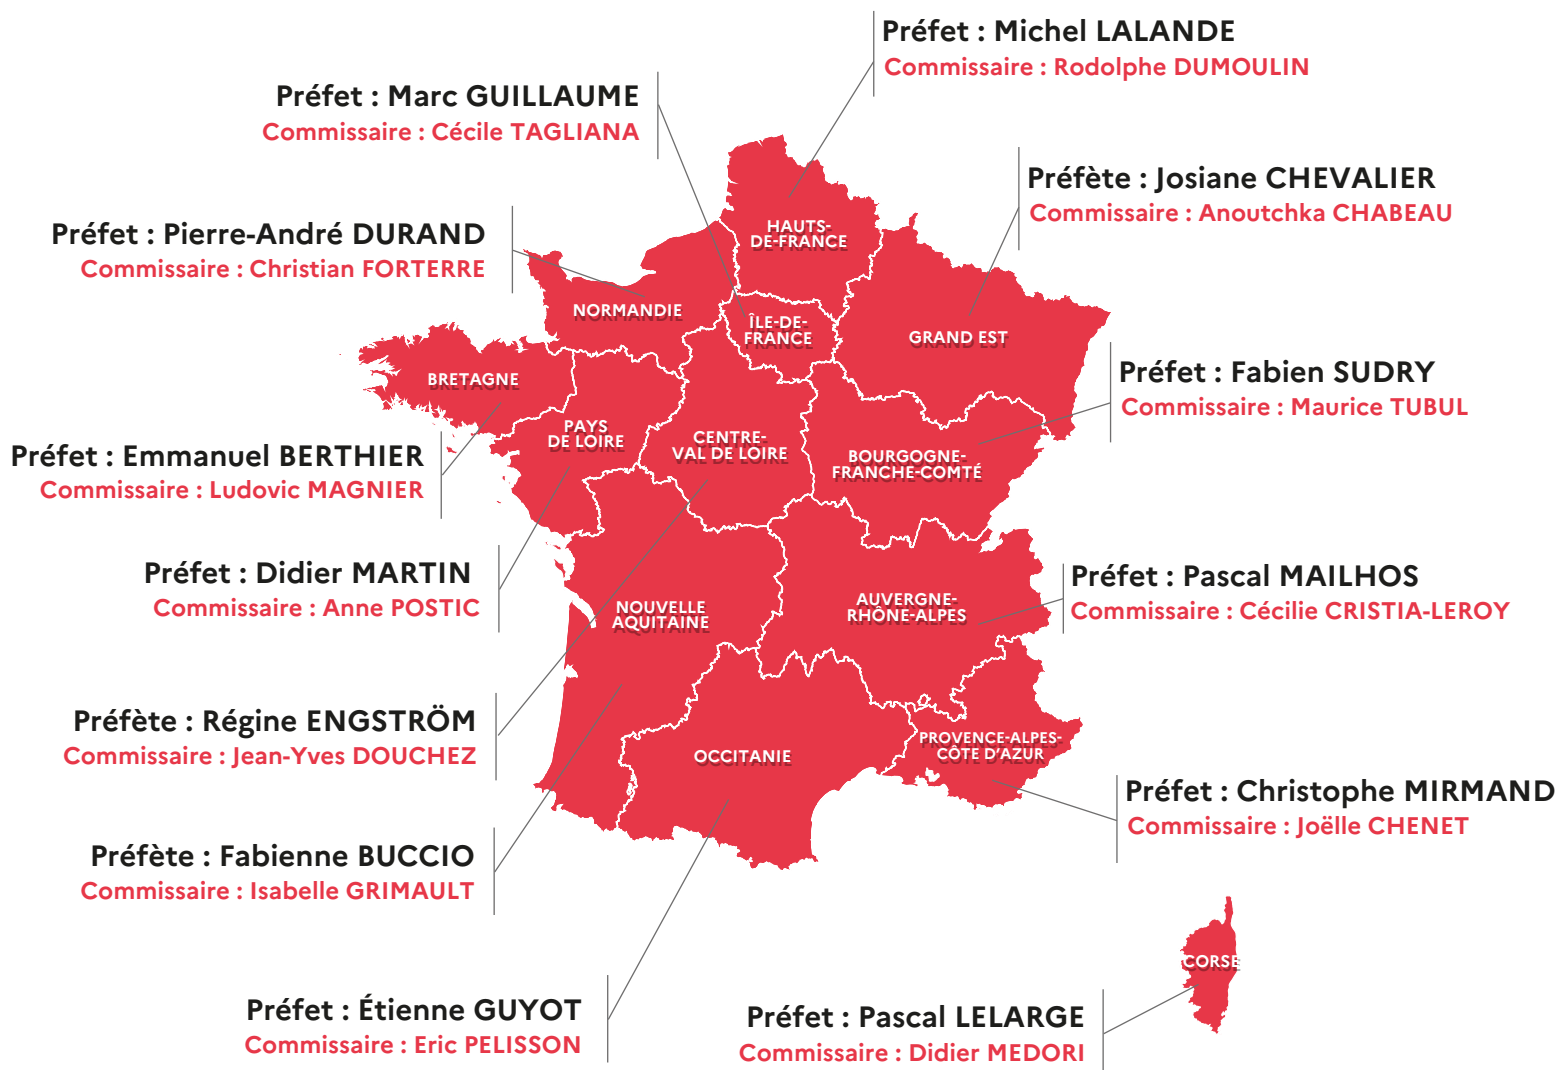 Préfet : Michel LALANDE
Commissaire : Rodolphe DUMOULIN
Préfet : Marc GUILLAUME
Commissaire : Cécile TAGLIANA
Préfète : Josiane CHEVALIER
Commissaire : Anoutchka CHABEAU
Préfet : Pierre-André DURAND
Commissaire : Christian FORTERRE
HAUTS-
DE-FRANCE
NORMANDIE
ÎLE-DE-
FRANCE
GRAND EST
BRETAGNE
Préfet : Fabien SUDRY
Commissaire : Maurice TUBUL
PAYS
DE LOIRE
CENTRE-
VAL DE LOIRE
BOURGOGNE-
FRANCHE-COMTÉ
Préfet : Emmanuel BERTHIER
Commissaire : Ludovic MAGNIER
Préfet : Didier MARTIN
Commissaire : Anne POSTIC
NOUVELLE
AQUITAINE
AUVERGNE-
RHÔNE-ALPES
Préfet : Pascal MAILHOS
Commissaire : Cécilie CRISTIA-LEROY
Préfète : Régine ENGSTRÖM
Commissaire : Jean-Yves DOUCHEZ
OCCITANIE
PROVENCE-ALPES-
CÔTE D'AZUR
Préfet : Christophe MIRMAND
Commissaire : Joëlle CHENET
Préfète : Fabienne BUCCIO
Commissaire : Isabelle GRIMAULT
CORSE
Préfet : Étienne GUYOT
Commissaire : Eric PELISSON
Préfet : Pascal LELARGE
Commissaire : Didier MEDORI